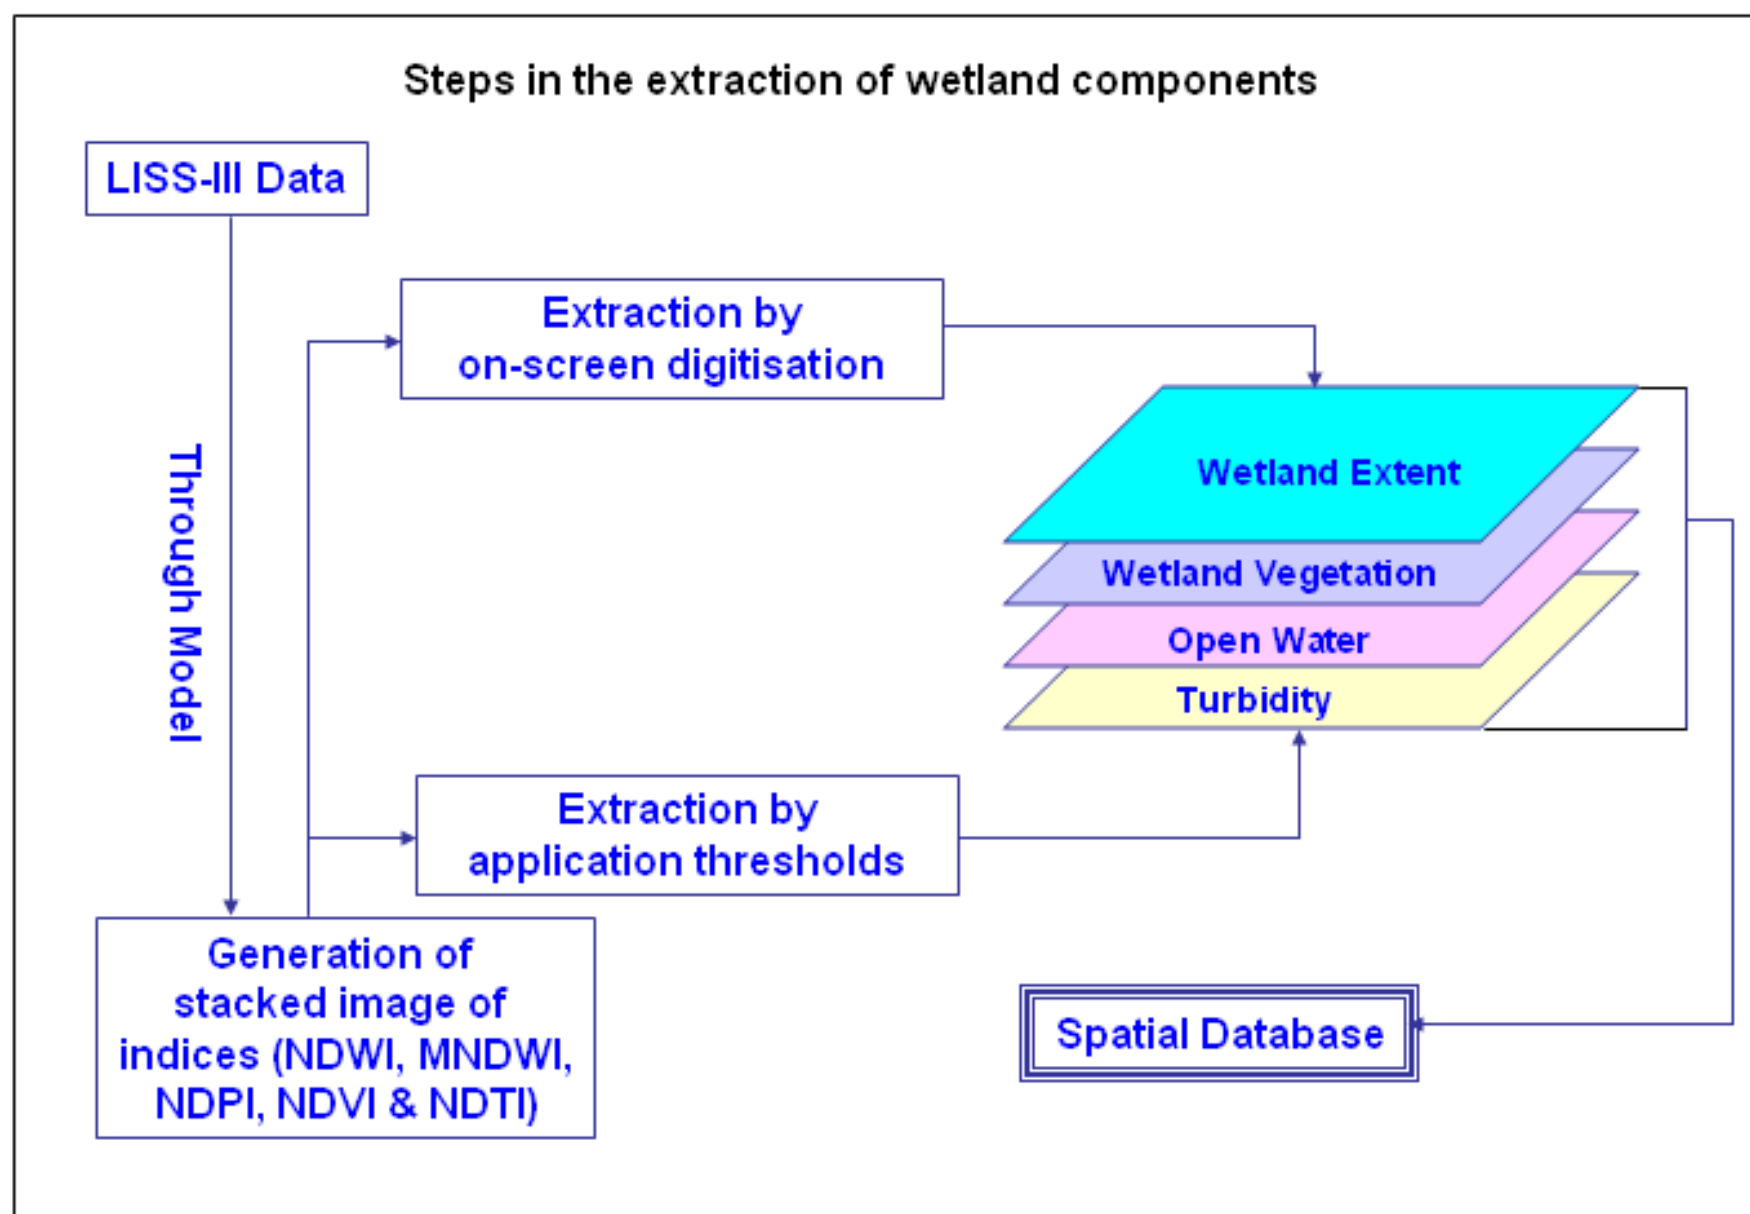 Steps in the extraction of wetland components
LISS-III Data
Through Model
Extraction by
on-screen digitisation
Wetland Extent
Wetland Vegetation
Open Water
Turbidity
Extraction by
application thresholds
Generation of
stacked image of
indices (NDWI, MNDWI,
NDPI, NDVI & NDTI)
Spatial Database